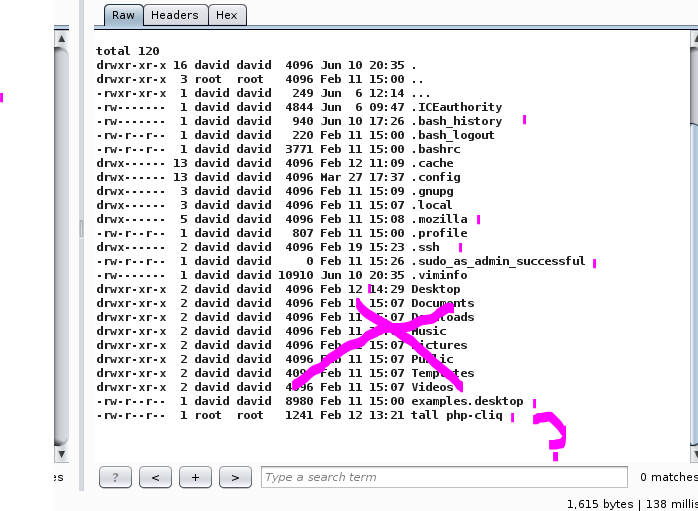 Raw Headers Hex
total 120
drwxr-xr-x 16 david david 4096 Jun 10 20:35 .
drwxr-xr-x 3 root root 4096 Feb 11 15:00 ..
-rwxr-xr-x 1 david david 249 Jun 6 12:14 ...
-rw------- 1 david david 4844 Jun 6 09:47 .ICEauthority
-rw------- 1 david david 940 Jun 10 17:26 .bash_history
-rw-r--r-- 1 david david 220 Feb 11 15:00 .bash_logout
-rw-r--r-- 1 david david 3771 Feb 11 15:00 .bashrc
drwx------ 13 david david 4096 Feb 12 11:09 .cache
drwx------ 13 david david 4096 Mar 27 17:37 .config
drwx------ 3 david david 4096 Feb 11 15:09 .gnupg
drwx------ 3 david david 4096 Feb 11 15:07 .local
drwx------ 5 david david 4096 Feb 11 15:08 .mozilla
-rw-r--r-- 1 david david 807 Feb 11 15:00 .profile
drwx------ 2 david david 4096 Feb 19 15:23 .ssh
-rw-r--r-- 1 david david 0 Feb 11 15:26 .sudo_as_admin_successful
-rw------- 1 david david 10910 Jun 10 20:35 .viminfo
drwxr-xr-x 2 david david 4096 Feb 12 14:29 Desktop
drwxr-xr-x 2 david david 4096 Feb 11 15:07 Documents
drwxr-xr-x 2 david david 4096 Feb 11 15:07 Downloads
drwxr-xr-x 2 david david 4096 Feb 11 Music
drwxr-xr-x 2 david david 4096 Feb 15:07 Pictures
drwxr-xr-x 2 david david 4096 Feb 11 15:07 Public
drwxr-xr-x 2 david david 4096 Feb 11 15:07 Templates
drwxr-xr-x 2 david david 4096 Feb 11 15:07 Videos
-rw-r--r-- 1 david david 8980 Feb 11 15:00 examples.desktop
-rw-r--r-- 1 root root 1241 Feb 12 13:21 tall php-cliq
?
es ? < + > Type a search term 0 matches
1,615 bytes | 138 millis